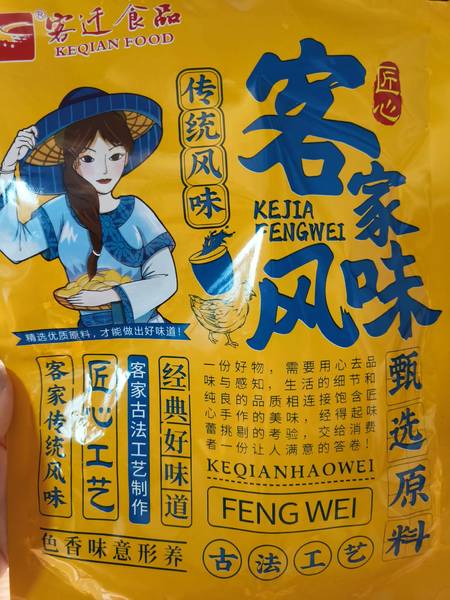 客迁食品
KEQIAN FOOD
匠心
传统风味
客家风味
KEJIA
FENGWEI
精选优质原料，才能做出好味道！
一份好物，需要用心去品
味与感知，生活的细节和
纯良的品质相连接饱含匠
心手作的美味，经得起味
蕾挑剔的考验，交给消费
者一份让人满意的答卷！
KEQIANHAOWEI
FENG WEI
甄选原料
经典好味道
客家古法工艺制作
匠心工艺
客家传统风味
色香味意形养
古法工艺